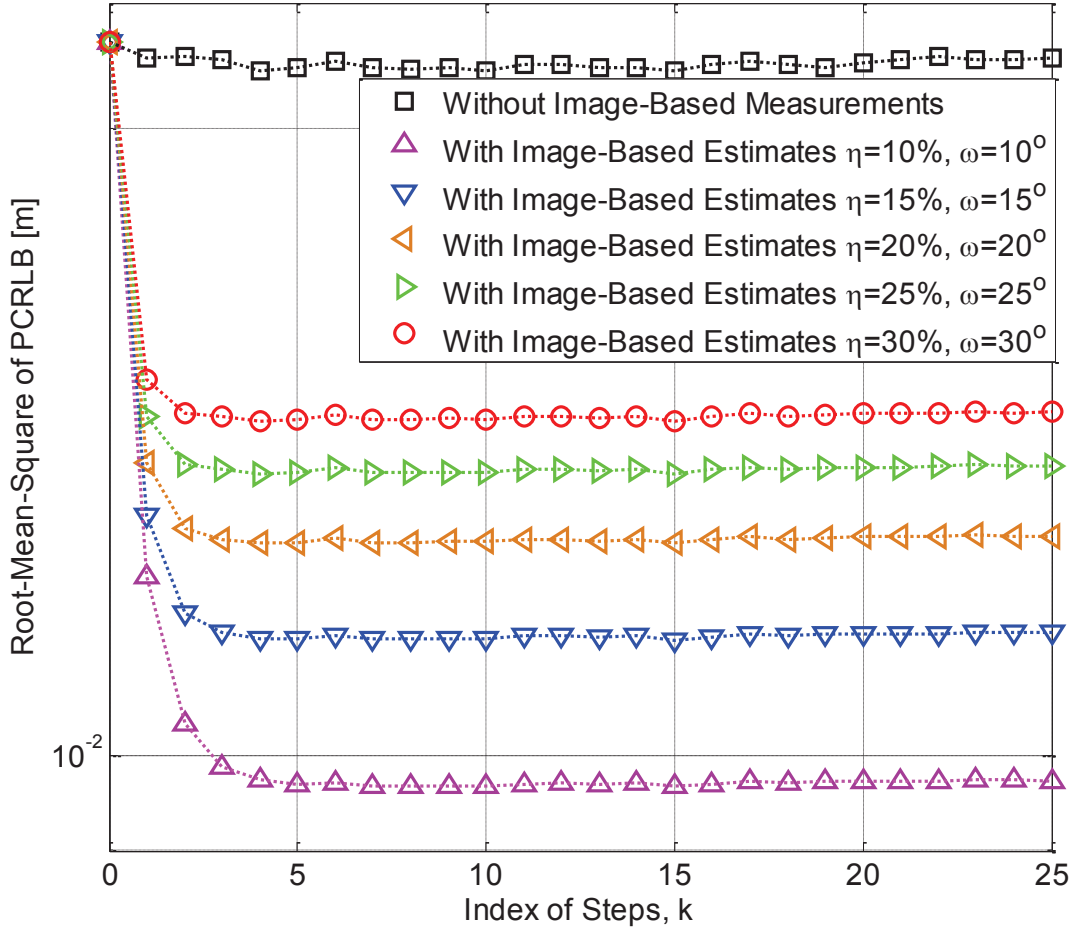 Root-Mean-Square of PCRLB [m]
Without Image-Based Measurements
With Image-Based Estimates η=10%, ω=10°
With Image-Based Estimates η=15%, ω=15°
With Image-Based Estimates η=20%, ω=20°
With Image-Based Estimates η=25%, ω=25°
With Image-Based Estimates η=30%, ω=30°
10⁻²
0 5 10 15 20 25
Index of Steps, k